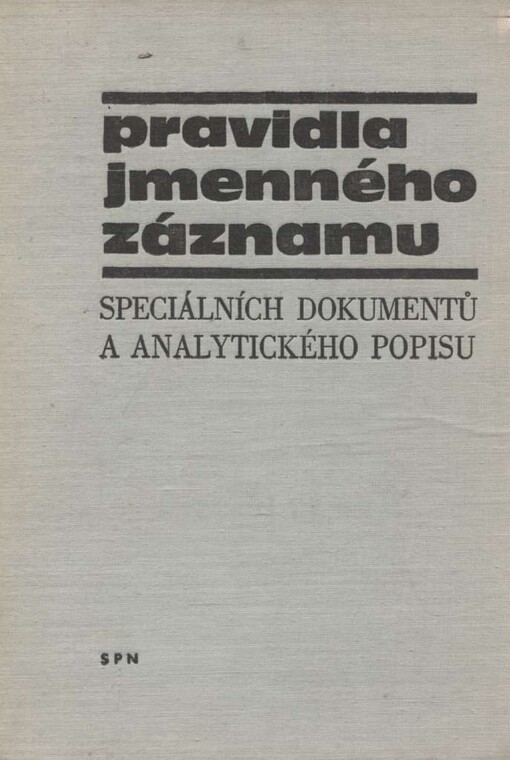 pravidla
jmenného
záznamu
SPECIÁLNÍCH DOKUMENTŮ
A ANALYTICKÉHO POPISU
SPN